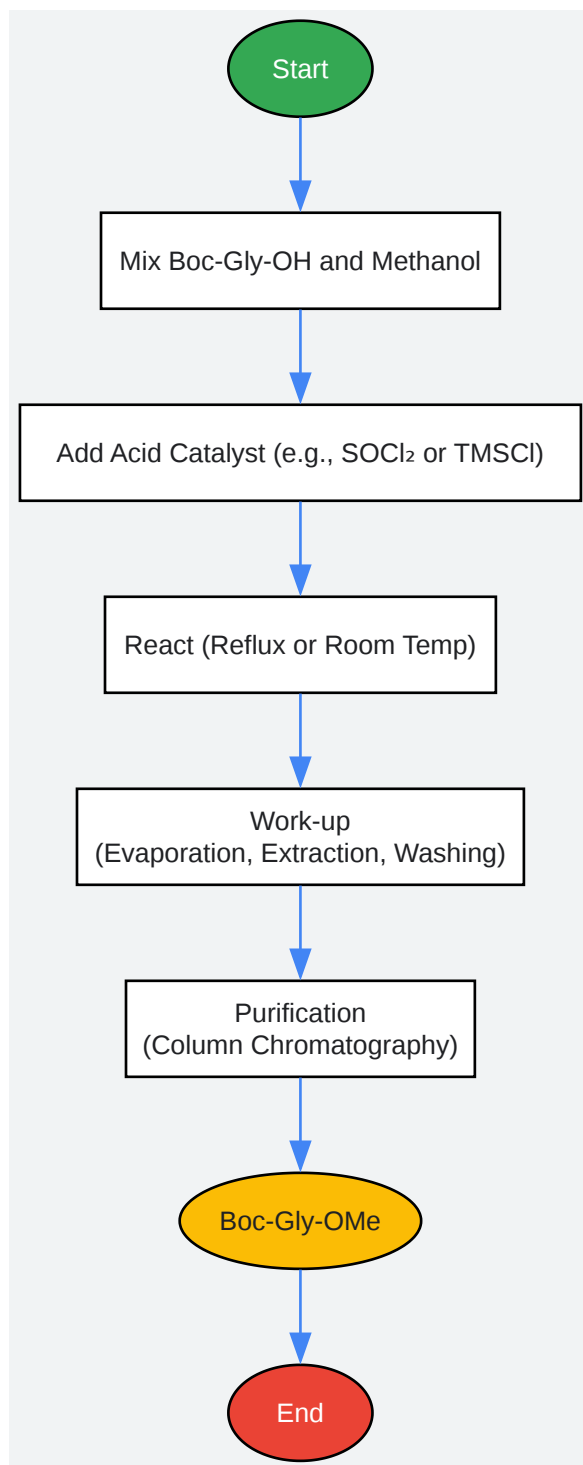 Start
Mix Boc-Gly-OH and Methanol
Add Acid Catalyst (e.g., SOCl₂ or TMSCl)
React (Reflux or Room Temp)
Work-up
(Evaporation, Extraction, Washing)
Purification
(Column Chromatography)
Boc-Gly-OMe
End